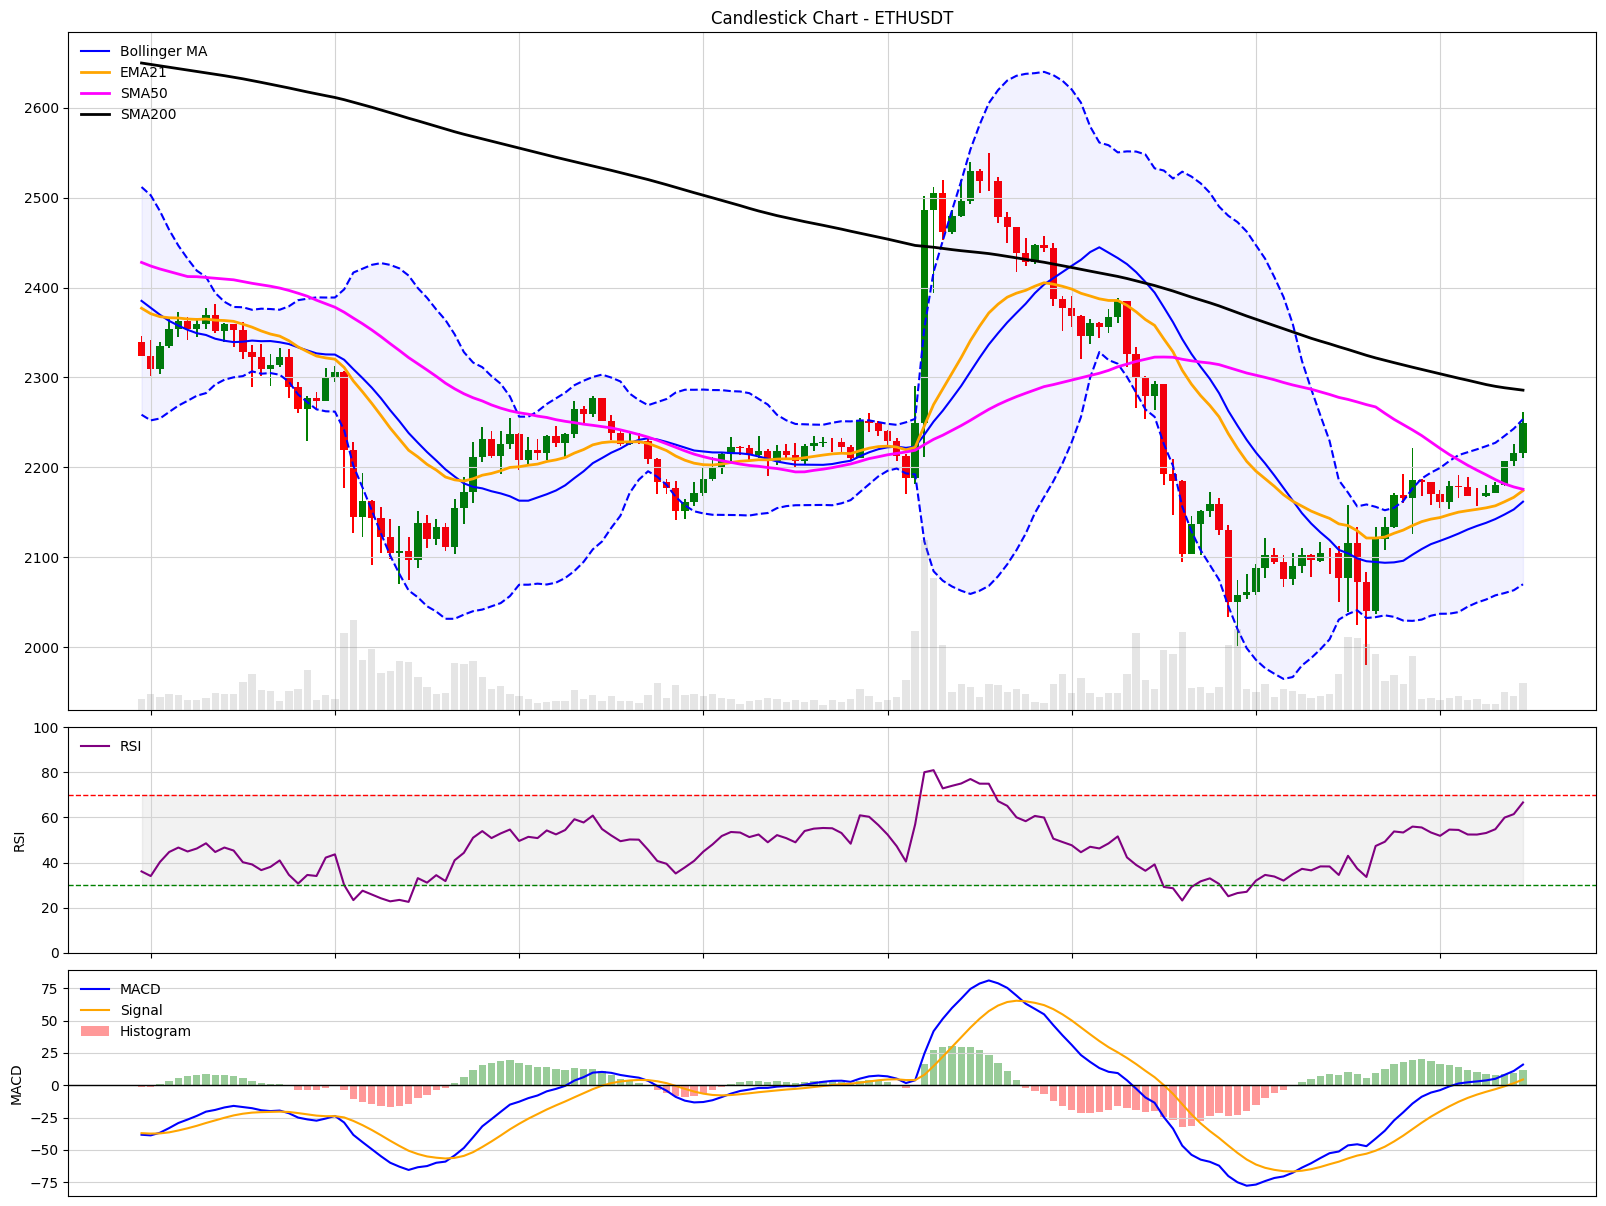 Candlestick Chart - ETHUSDT
Bollinger MA
EMA21
SMA50
SMA200
2600
2500
2400
2300
2200
2100
2000
RSI
100
80
60
40
20
0
RSI
MACD
Signal
Histogram
75
50
25
0
−25
−50
−75
MACD